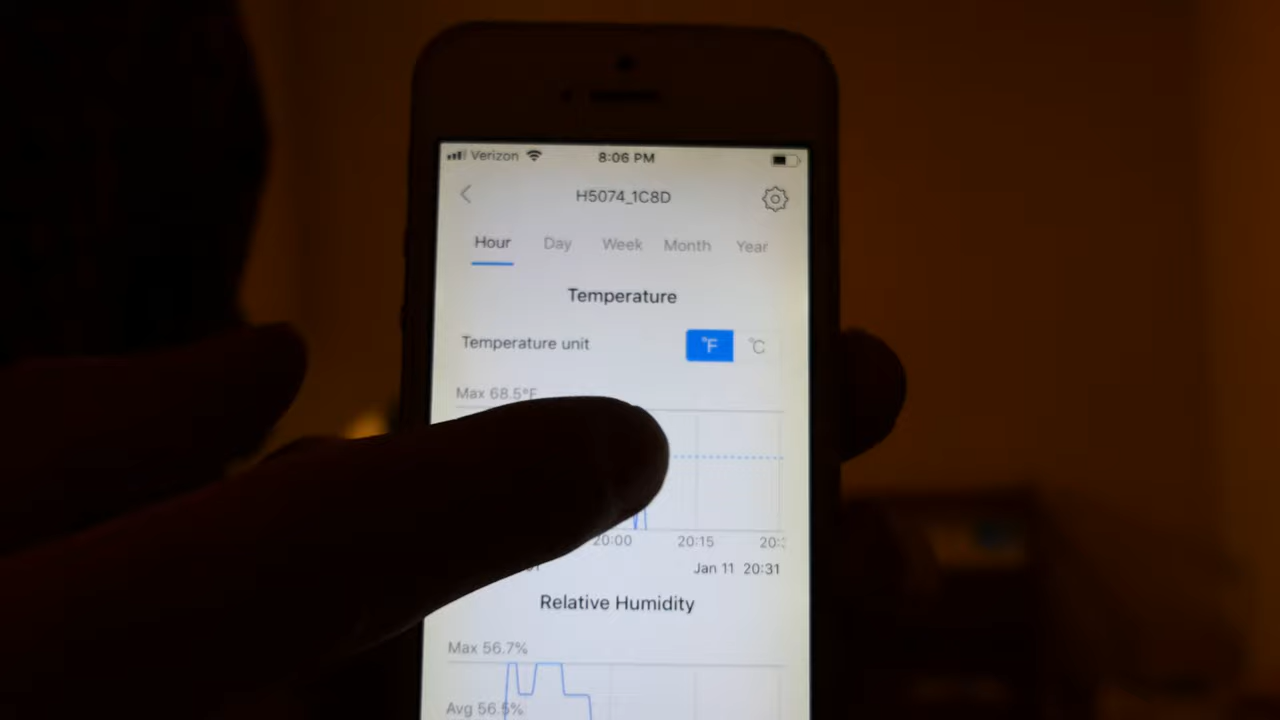 Verizon 8:06 PM
H5074_1C8D
Hour Day Week Month Year
Temperature
Temperature unit °F °C
Max 68.5°F
20:00 20:15
Jan 11 20:31
Relative Humidity
Max 56.7%
Avg 56.5%